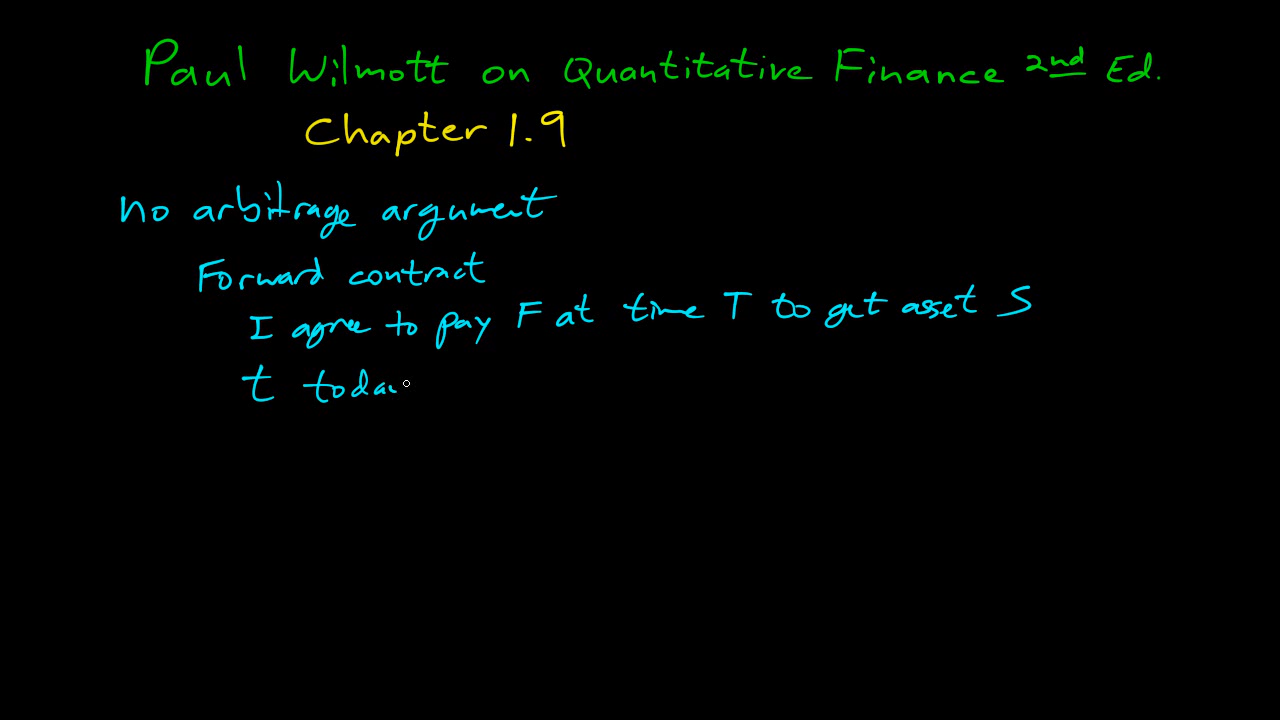 Paul Wilmott on Quantitative Finance 2nd Ed.
Chapter 1.9
no arbitrage argument
Forward contract
I agree to pay F at time T to get asset S
t today